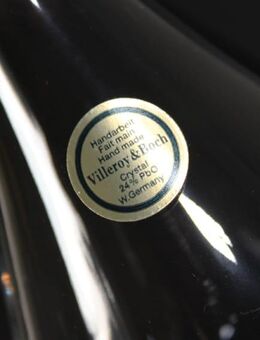 Handarbeit
Fait main
Hand made
Villeroy & Boch
Crystal
24% PbO
W. Germany